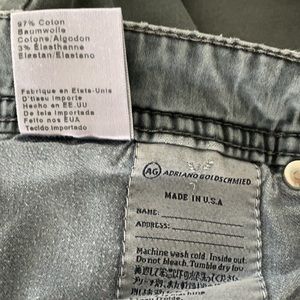 97% Coton
Baumwolle
Cotone/Algodon
3% Elasthanne
Elastan/Elastano
Fabrique en Etats-Unis
D'tissu importe
Hecho en EE.UU
De tela importada
Feito nos EUA
Tecido importado
AG ADRIANO GOLDSCHMIED
MADE IN U.S.A
NAME:
ADDRESS:
Machine wash cold. Inside out.
Do not bleach. Tumble dry low